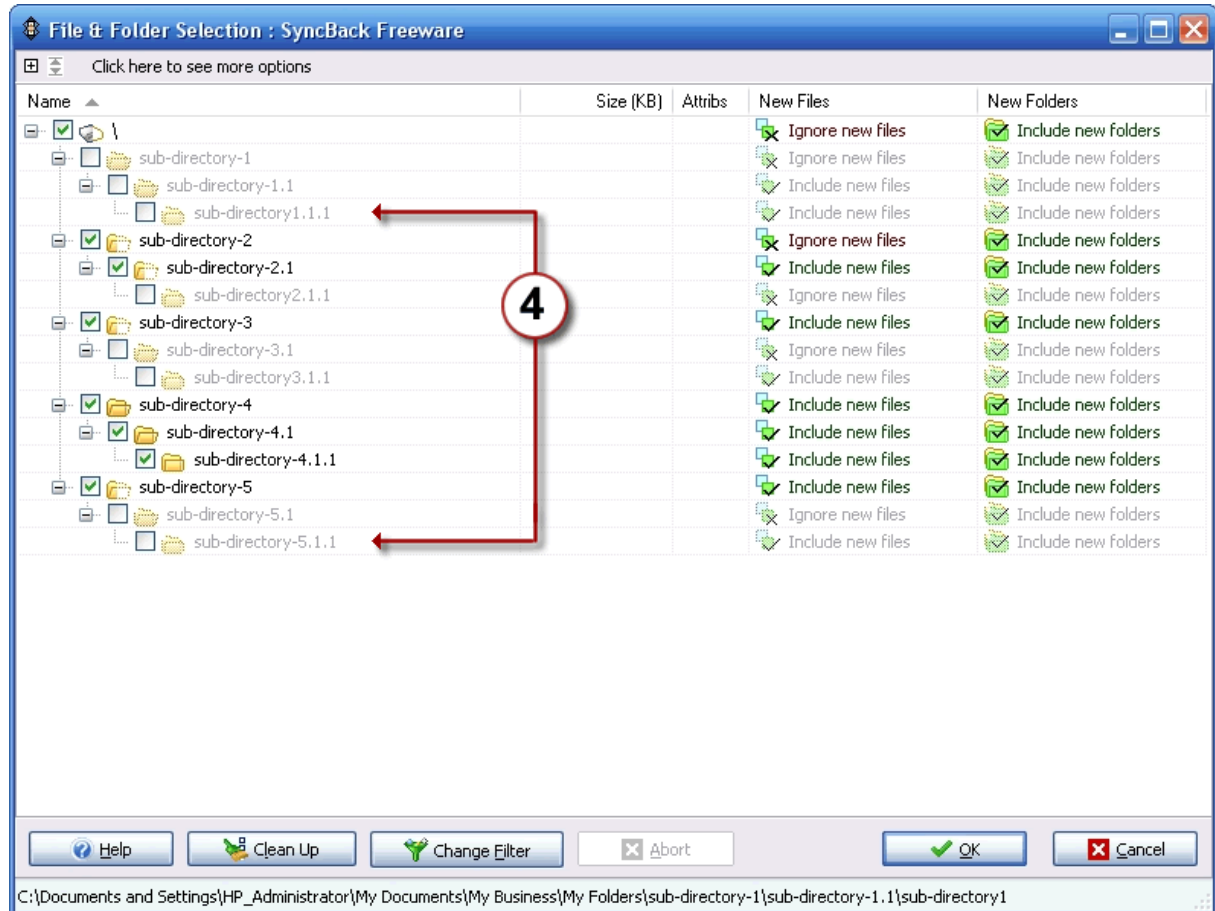 File & Folder Selection : SyncBack Freeware
Click here to see more options
Name Size (KB) Attribs New Files New Folders
\ Ignore new files Include new folders
sub-directory-1 Ignore new files Include new folders
sub-directory-1.1 Include new files Include new folders
sub-directory1.1.1 Include new files Include new folders
sub-directory-2 Ignore new files Include new folders
sub-directory-2.1 Include new files Include new folders
sub-directory2.1.1 Ignore new files Include new folders
4
sub-directory-3 Include new files Include new folders
sub-directory-3.1 Ignore new files Include new folders
sub-directory3.1.1 Include new files Include new folders
sub-directory-4 Include new files Include new folders
sub-directory-4.1 Include new files Include new folders
sub-directory-4.1.1 Include new files Include new folders
sub-directory-5 Include new files Include new folders
sub-directory-5.1 Ignore new files Include new folders
sub-directory-5.1.1 Include new files Include new folders
Help Clean Up Change Filter Abort OK Cancel
C:\Documents and Settings\HP_Administrator\My Documents\My Business\My Folders\sub-directory-1\sub-directory-1.1\sub-directory1